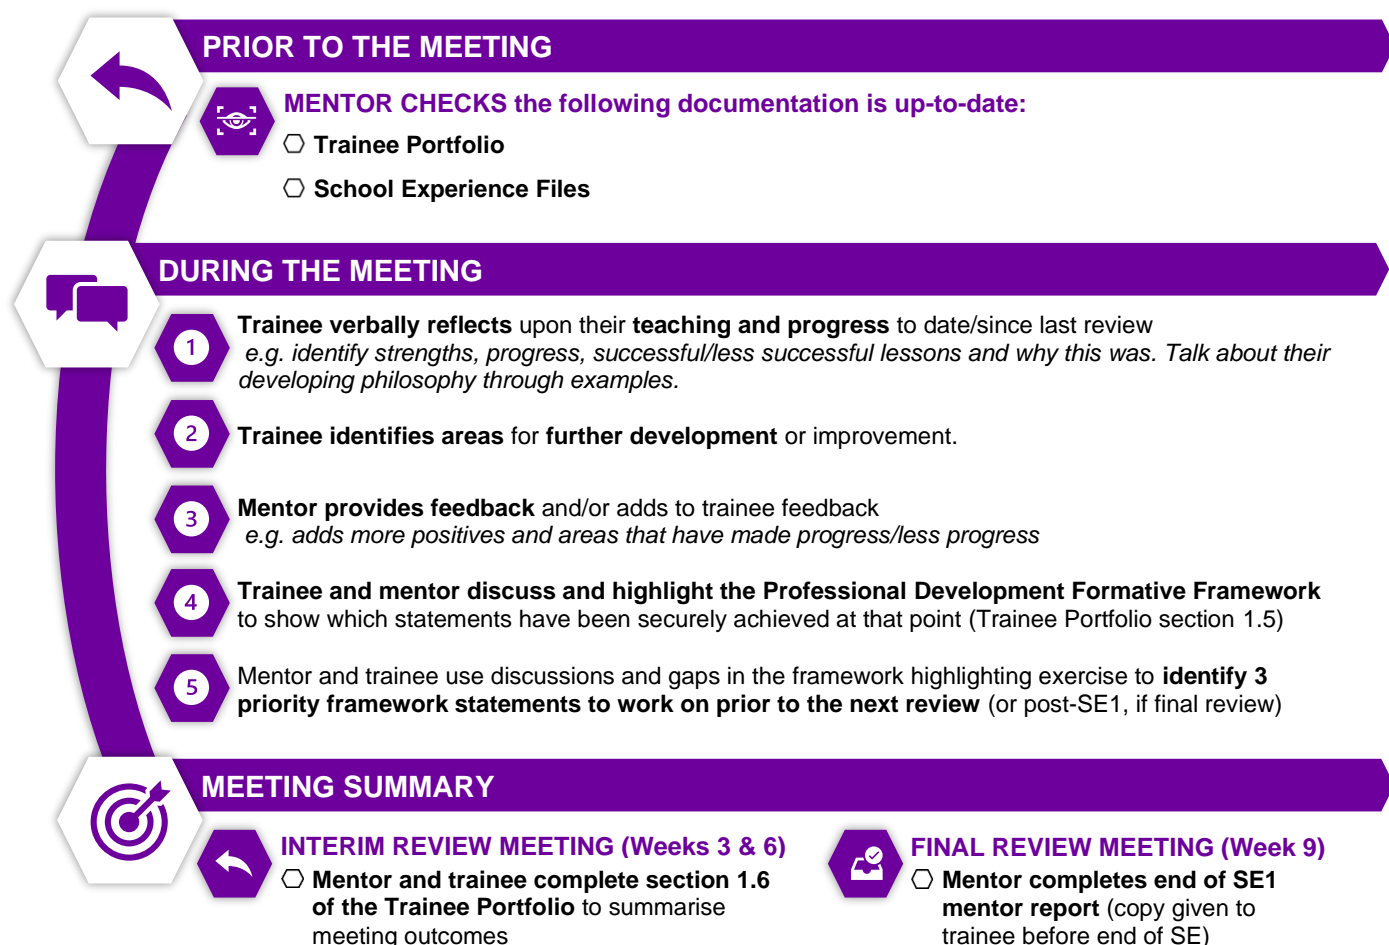 PRIOR TO THE MEETING
MENTOR CHECKS the following documentation is up-to-date:
Trainee Portfolio
School Experience Files
DURING THE MEETING
1
Trainee verbally reflects upon their teaching and progress to date/since last review
e.g. identify strengths, progress, successful/less successful lessons and why this was. Talk about their
developing philosophy through examples.
2
Trainee identifies areas for further development or improvement.
3
Mentor provides feedback and/or adds to trainee feedback
e.g. adds more positives and areas that have made progress/less progress
4
Trainee and mentor discuss and highlight the Professional Development Formative Framework
to show which statements have been securely achieved at that point (Trainee Portfolio section 1.5)
5
Mentor and trainee use discussions and gaps in the framework highlighting exercise to identify 3
priority framework statements to work on prior to the next review (or post-SE1, if final review)
MEETING SUMMARY
INTERIM REVIEW MEETING (Weeks 3 & 6)
Mentor and trainee complete section 1.6
of the Trainee Portfolio to summarise
meeting outcomes
FINAL REVIEW MEETING (Week 9)
Mentor completes end of SE1
mentor report (copy given to
trainee before end of SE)